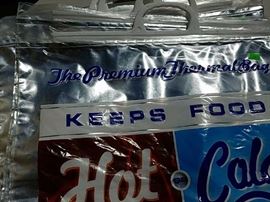 The Premium Thermal Bag
KEEPS FOOD
Hot • Cold